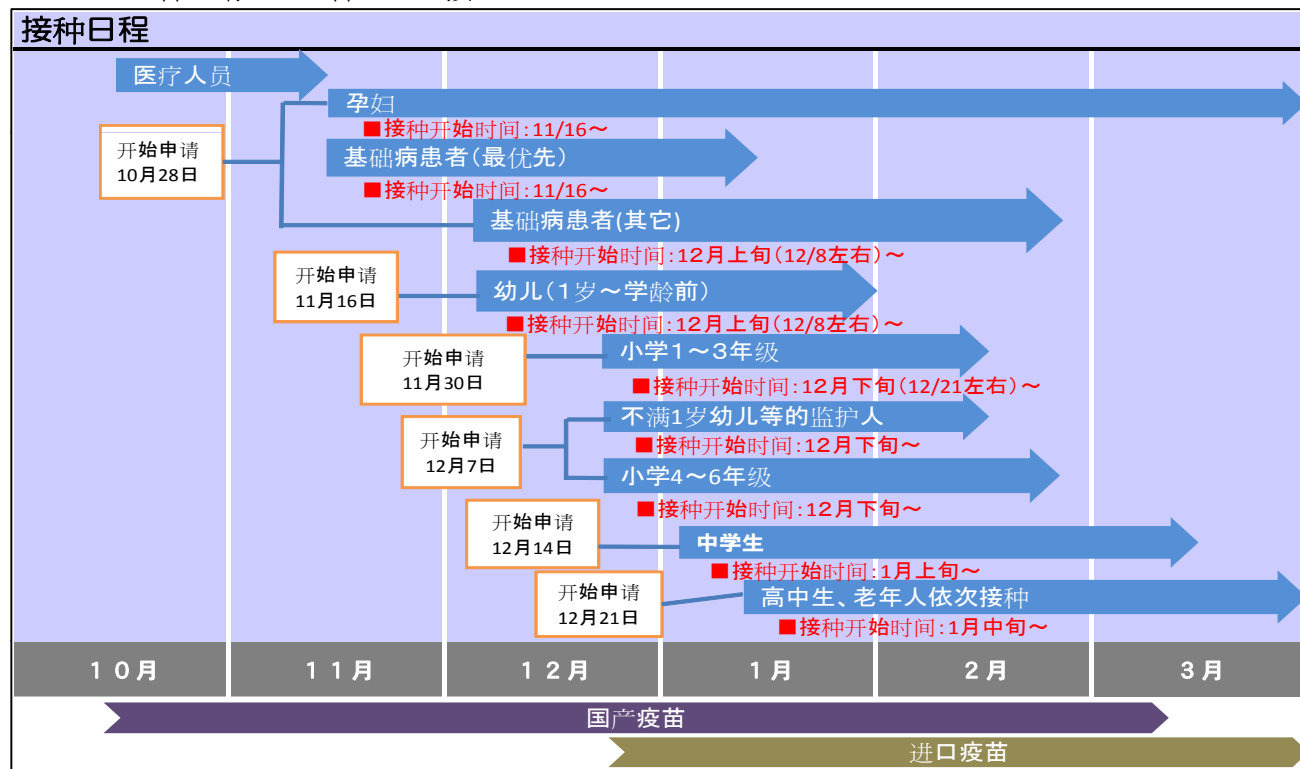 接种日程
医疗人员
孕妇
■接种开始时间:11/16～
开始申请
10月28日
基础病患者(最优先)
■接种开始时间:11/16～
基础病患者(其它)
■接种开始时间:12月上旬(12/8左右)～
开始申请
11月16日
幼儿(1岁～学龄前)
■接种开始时间:12月上旬(12/8左右)～
开始申请
11月30日
小学1～3年级
■接种开始时间:12月下旬(12/21左右)～
不满1岁幼儿等的监护人
■接种开始时间:12月下旬～
开始申请
12月7日
小学4～6年级
■接种开始时间:12月下旬～
开始申请
12月14日
中学生
■接种开始时间:1月上旬～
开始申请
12月21日
高中生、老年人依次接种
■接种开始时间:1月中旬～
10月 11月 12月 1月 2月 3月
国产疫苗
进口疫苗